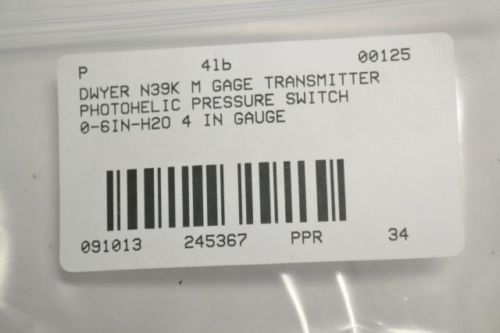 P 41b 00125
DWYER N39K M GAGE TRANSMITTER
PHOTOHELIC PRESSURE SWITCH
0-6IN-H2O 4 IN GAUGE
091013 245367 PPR 34